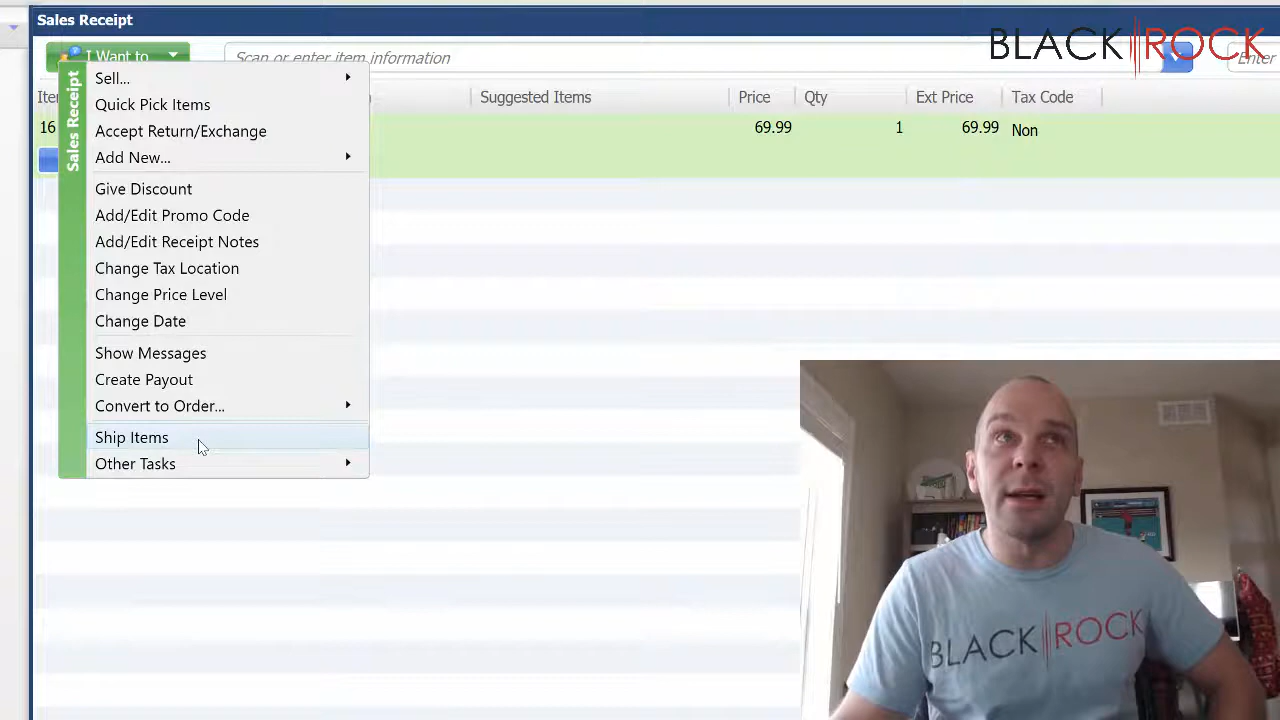 Sales Receipt
BLACK ROCK
I Want to
Scan or enter item information
Enter
Suggested Items
Price
Qty
Ext Price
Tax Code
16
69.99
1
69.99
Non
Sales Receipt
Sell...
Quick Pick Items
Accept Return/Exchange
Add New...
Give Discount
Add/Edit Promo Code
Add/Edit Receipt Notes
Change Tax Location
Change Price Level
Change Date
Show Messages
Create Payout
Convert to Order...
Ship Items
Other Tasks
BLACK ROCK